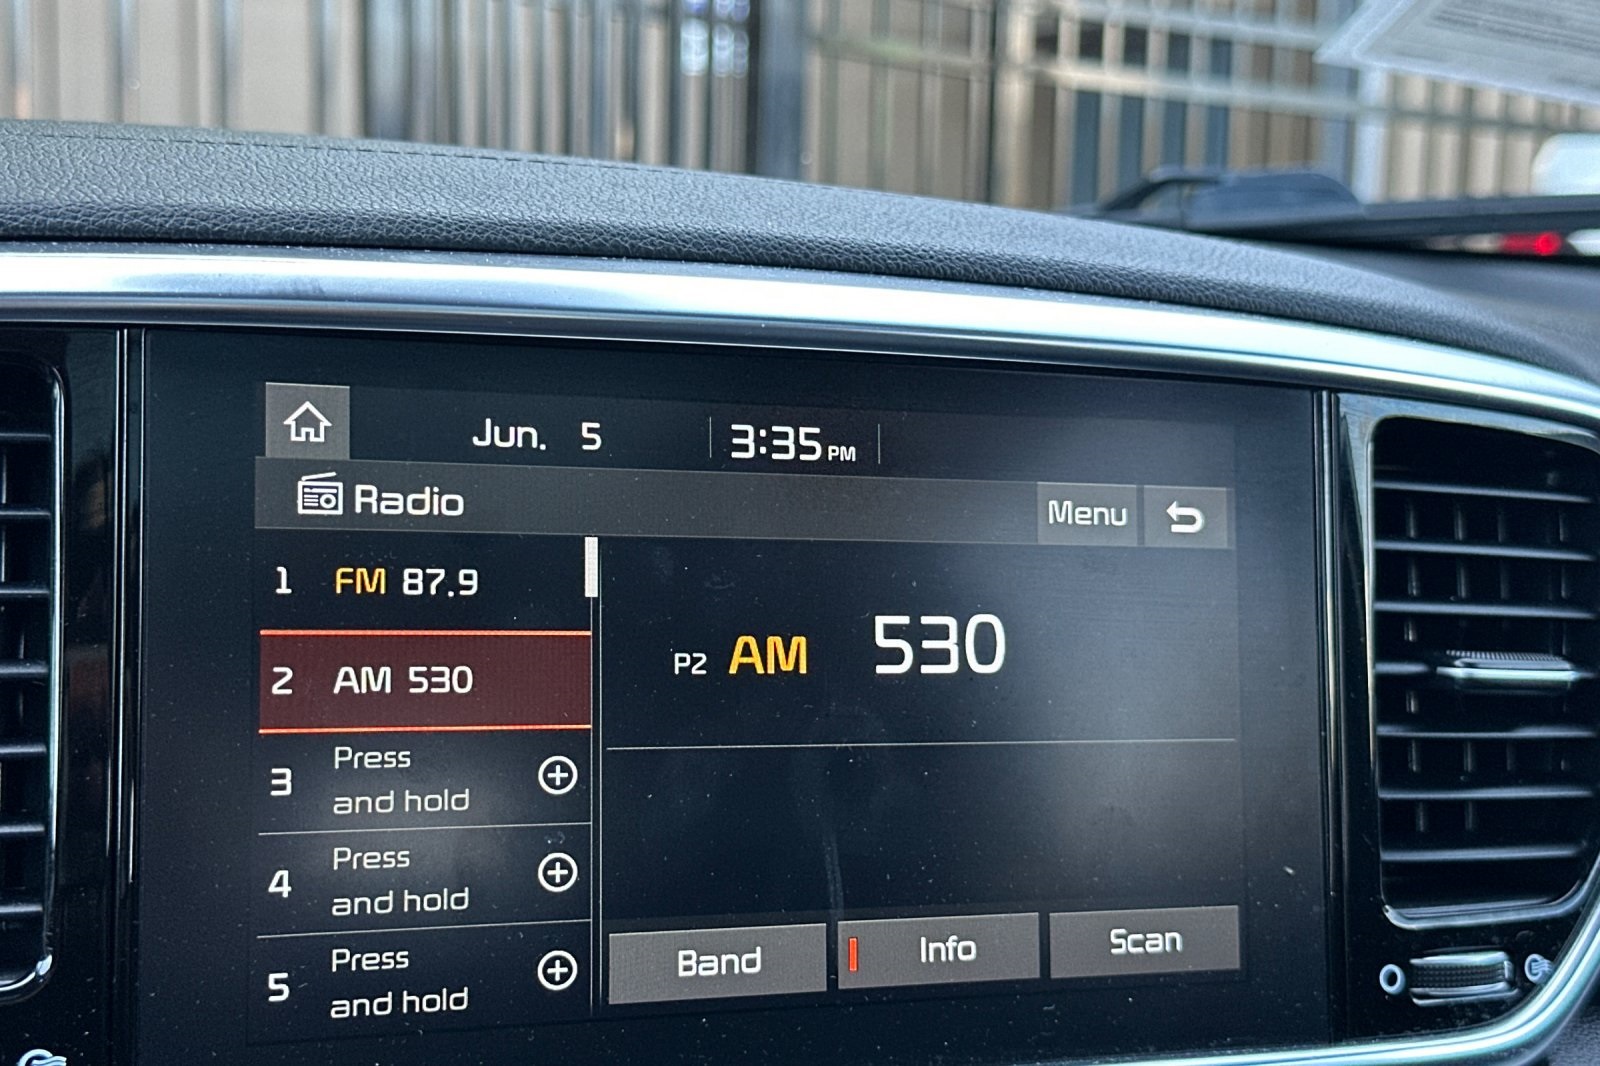 Jun. 5 3:35 PM
Radio Menu
1 FM 87.9
2 AM 530
P2 AM 530
3 Press
and hold
4 Press
and hold
5 Press
and hold
Band Info Scan